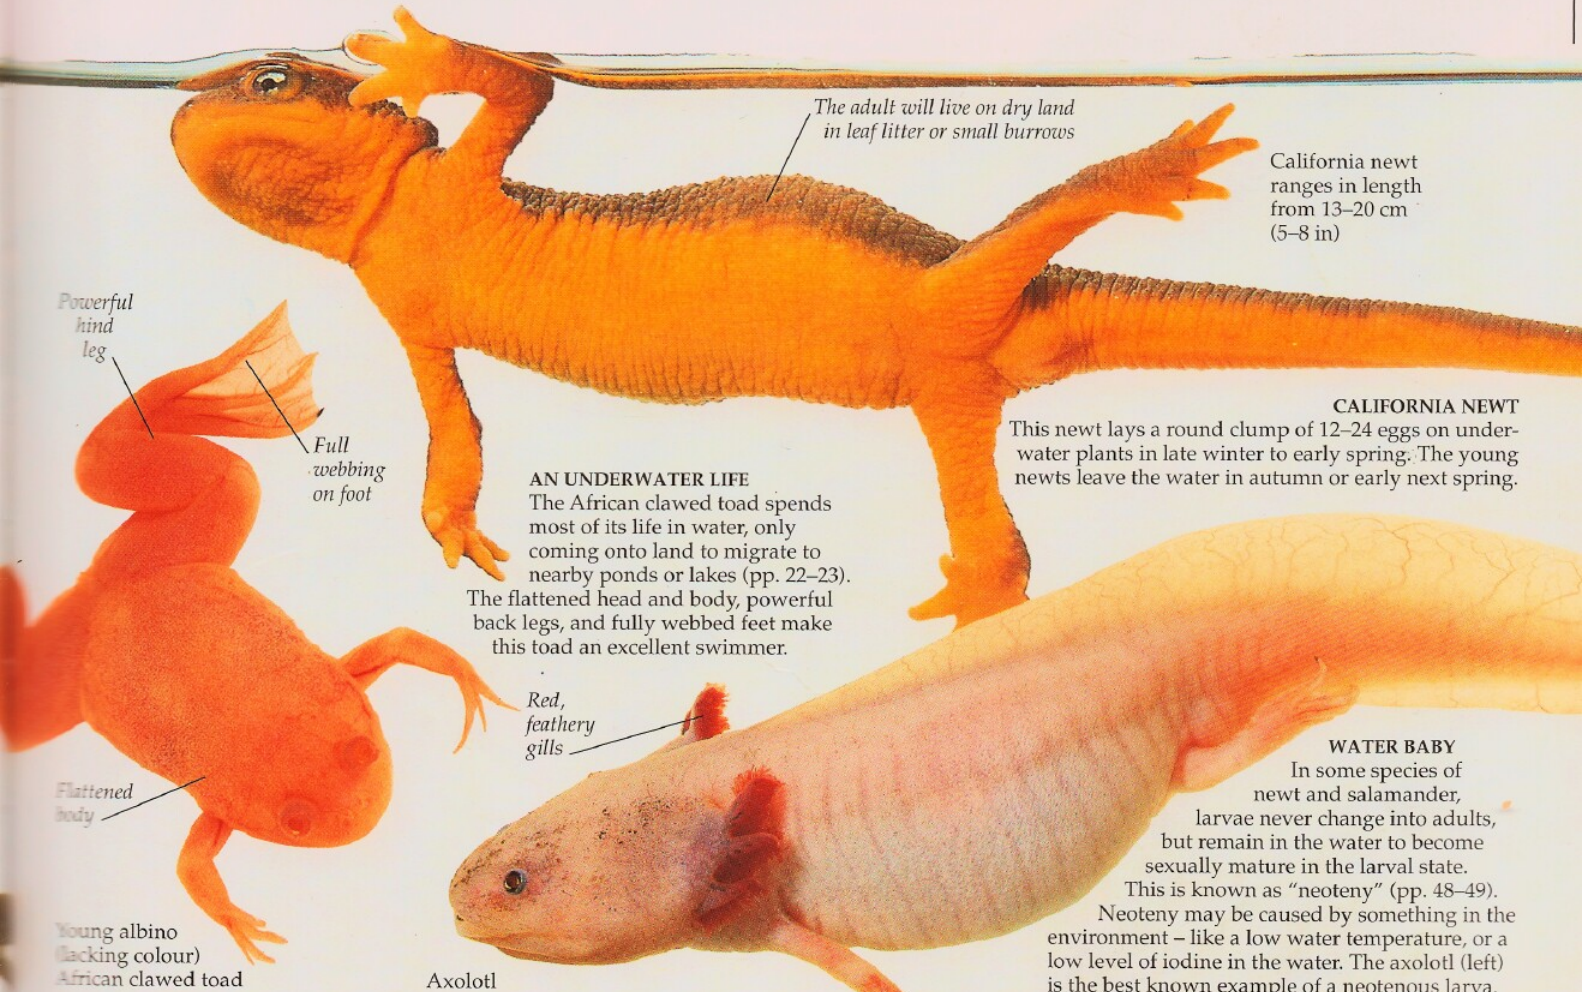 The adult will live on dry land
in leaf litter or small burrows
California newt
ranges in length
from 13–20 cm
(5–8 in)
Powerful
hind
leg
Full
webbing
on foot
CALIFORNIA NEWT
This newt lays a round clump of 12–24 eggs on under-
water plants in late winter to early spring. The young
newts leave the water in autumn or early next spring.
AN UNDERWATER LIFE
The African clawed toad spends
most of its life in water, only
coming onto land to migrate to
nearby ponds or lakes (pp. 22–23).
The flattened head and body, powerful
back legs, and fully webbed feet make
this toad an excellent swimmer.
Red,
feathery
gills
Flattened
body
WATER BABY
In some species of
newt and salamander,
larvae never change into adults,
but remain in the water to become
sexually mature in the larval state.
This is known as “neoteny” (pp. 48–49).
Neoteny may be caused by something in the
environment – like a low water temperature, or a
low level of iodine in the water. The axolotl (left)
is the best known example of a neotenous larva.
Young albino
(lacking colour)
African clawed toad
Axolotl